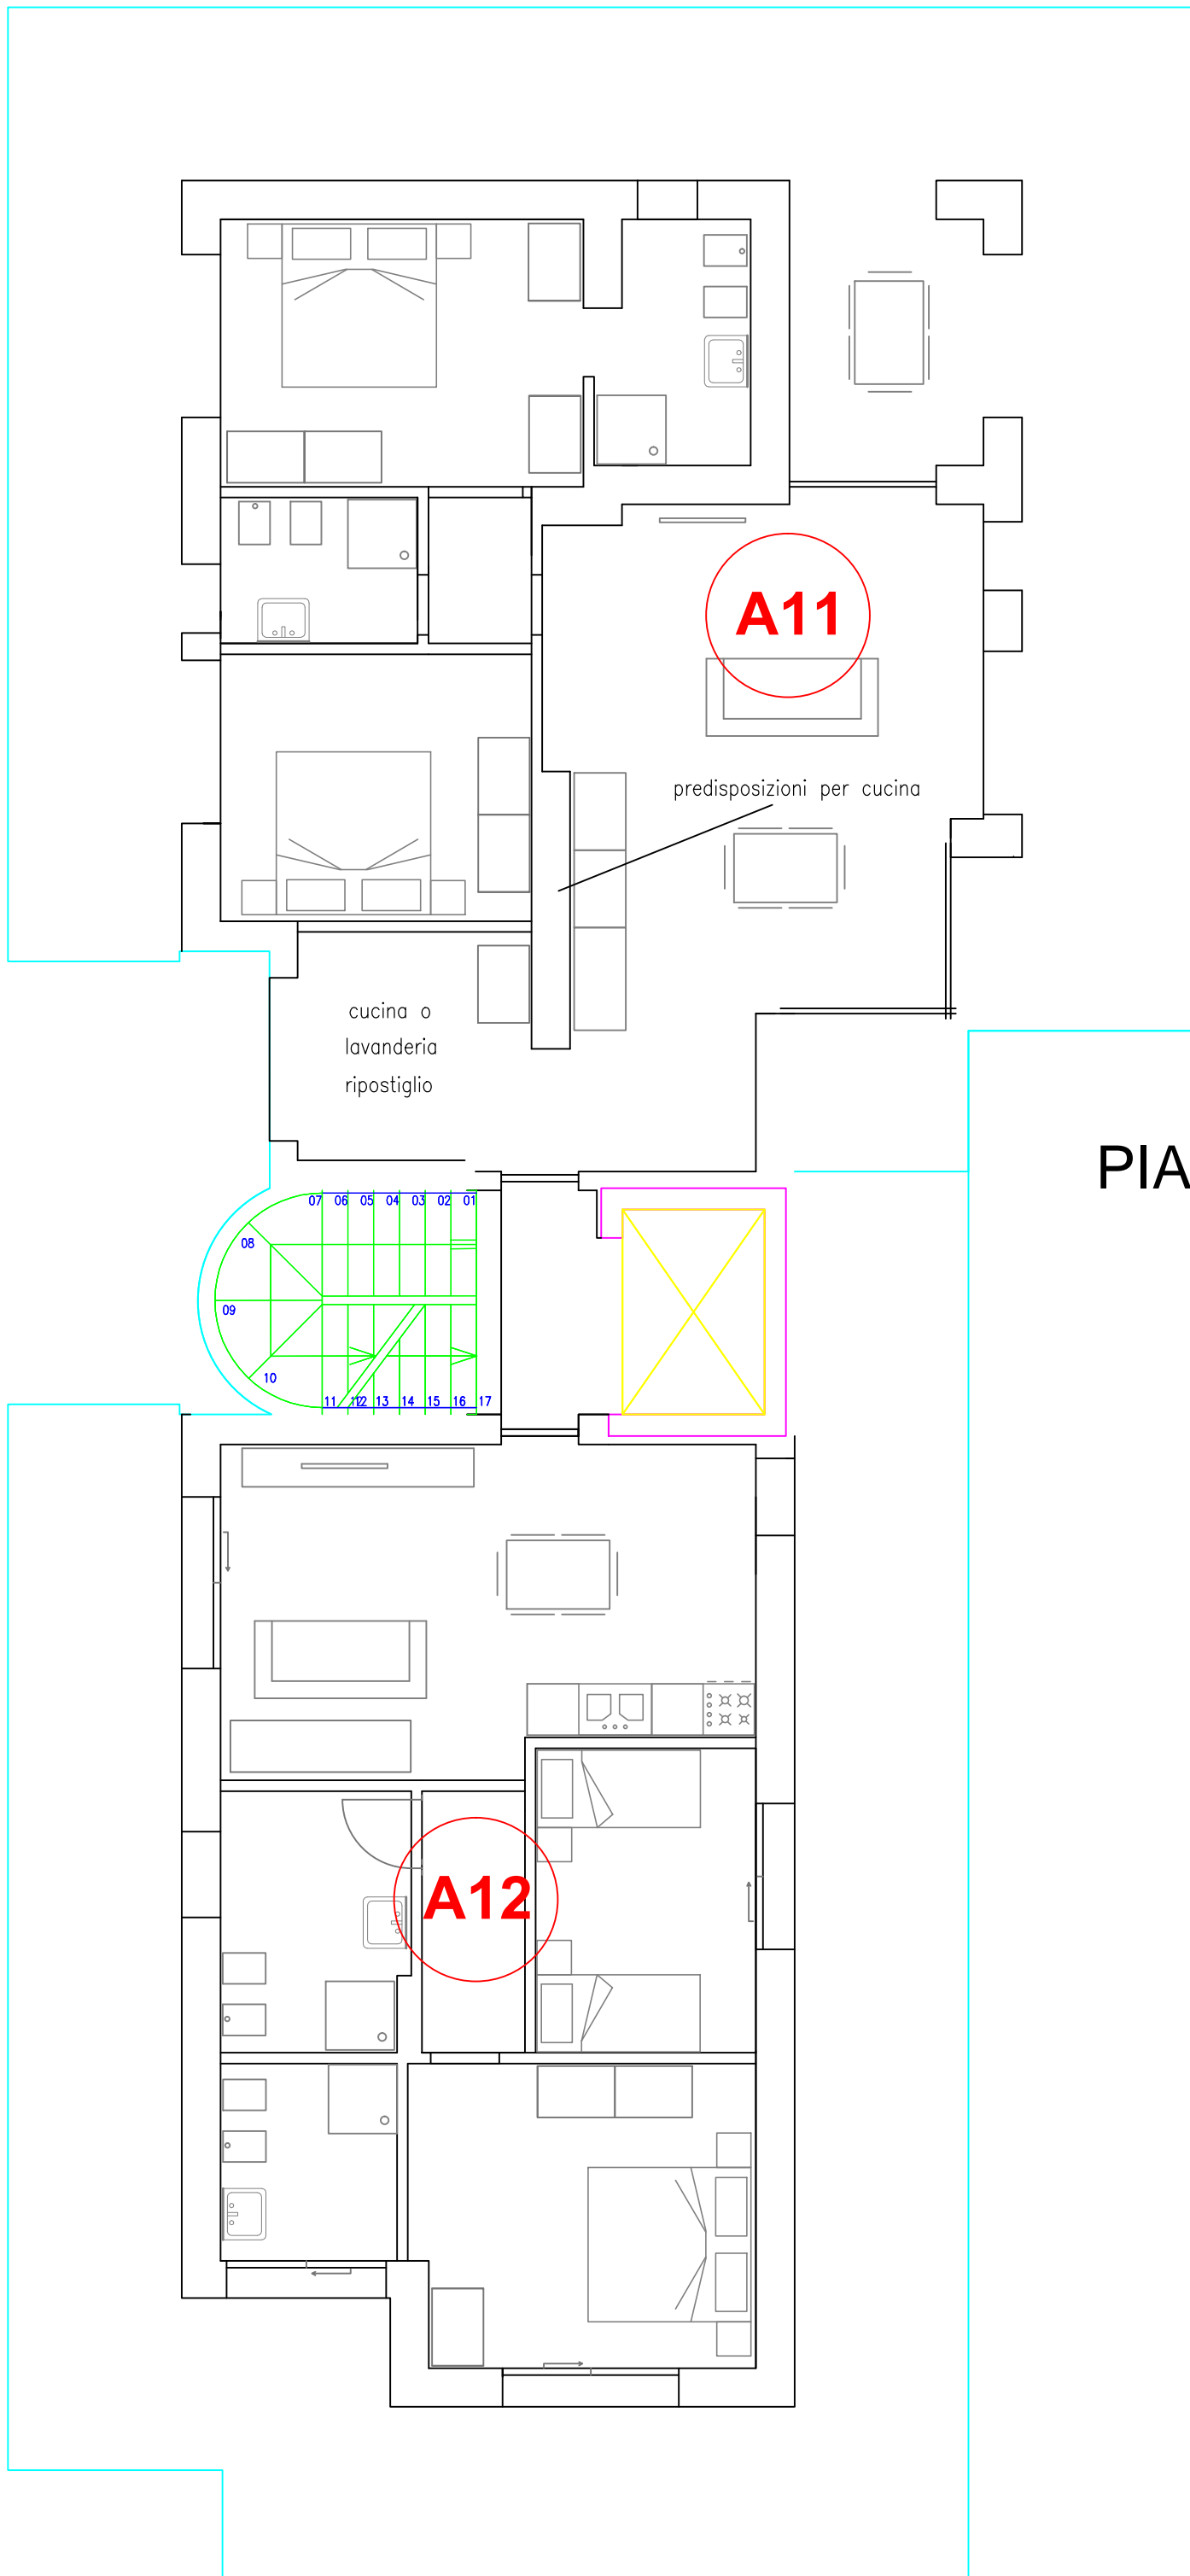 A11
predisposizioni per cucina
cucina o
lavanderia
ripostiglio
PIA
07 06 05 04 03 02 01
08
09
10
11 12 13 14 15 16 17
A12